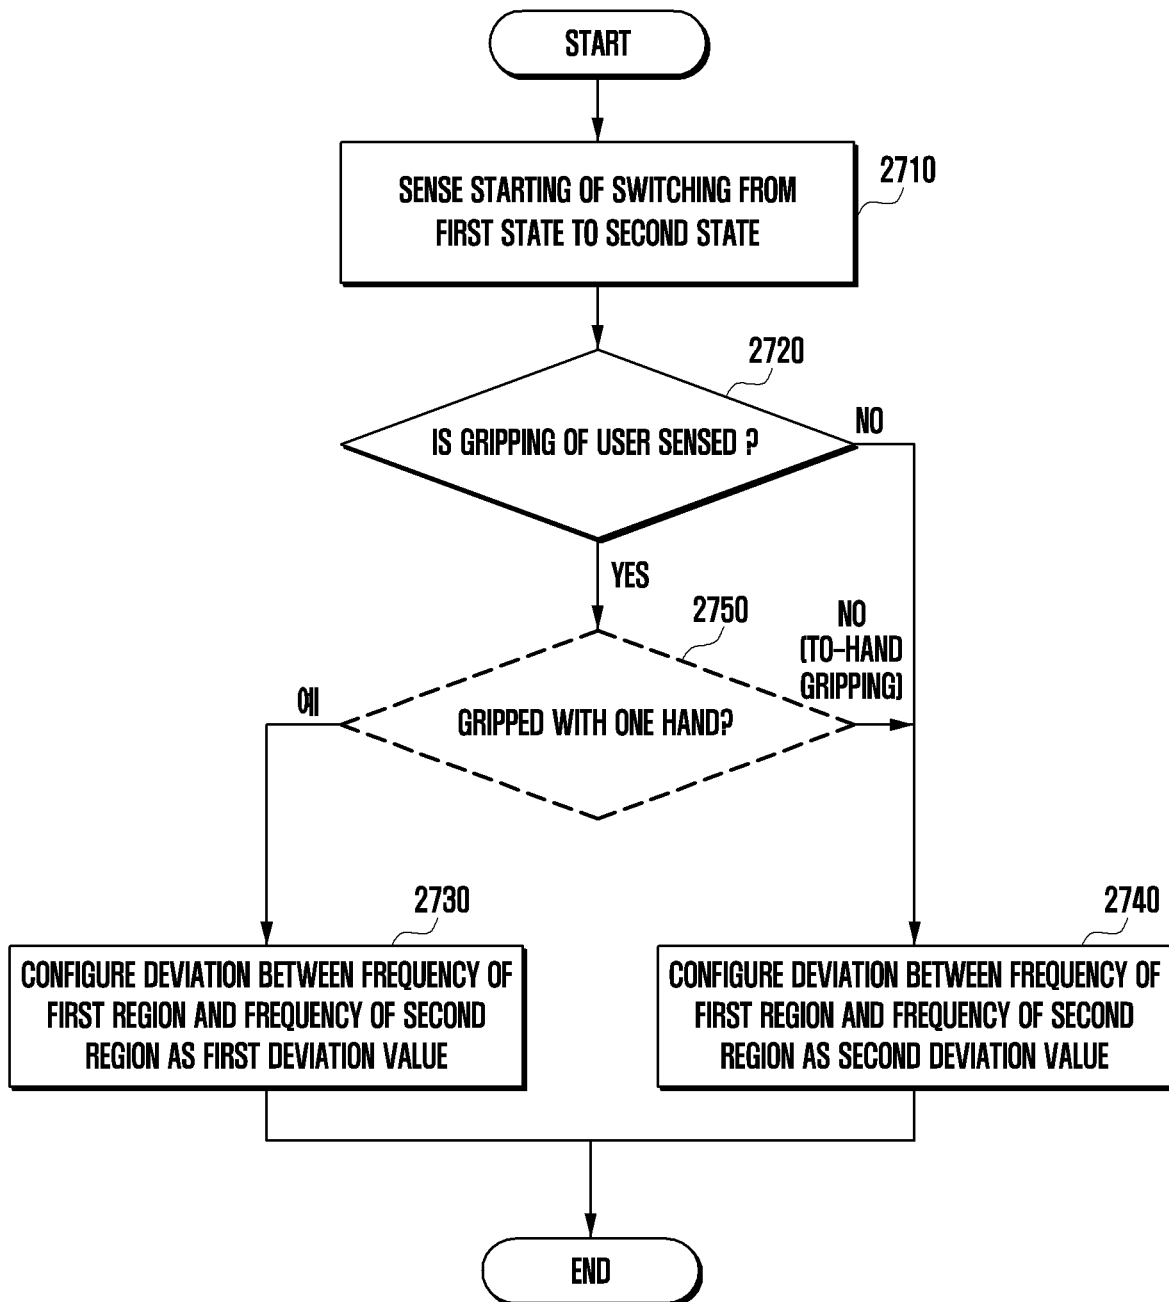 START
2710
SENSE STARTING OF SWITCHING FROM
FIRST STATE TO SECOND STATE
2720
IS GRIPPING OF USER SENSED ?
NO
YES
2750
NO
(TO-HAND
GRIPPING)
예
GRIPPED WITH ONE HAND?
2730
CONFIGURE DEVIATION BETWEEN FREQUENCY OF
FIRST REGION AND FREQUENCY OF SECOND
REGION AS FIRST DEVIATION VALUE
2740
CONFIGURE DEVIATION BETWEEN FREQUENCY OF
FIRST REGION AND FREQUENCY OF SECOND
REGION AS SECOND DEVIATION VALUE
END